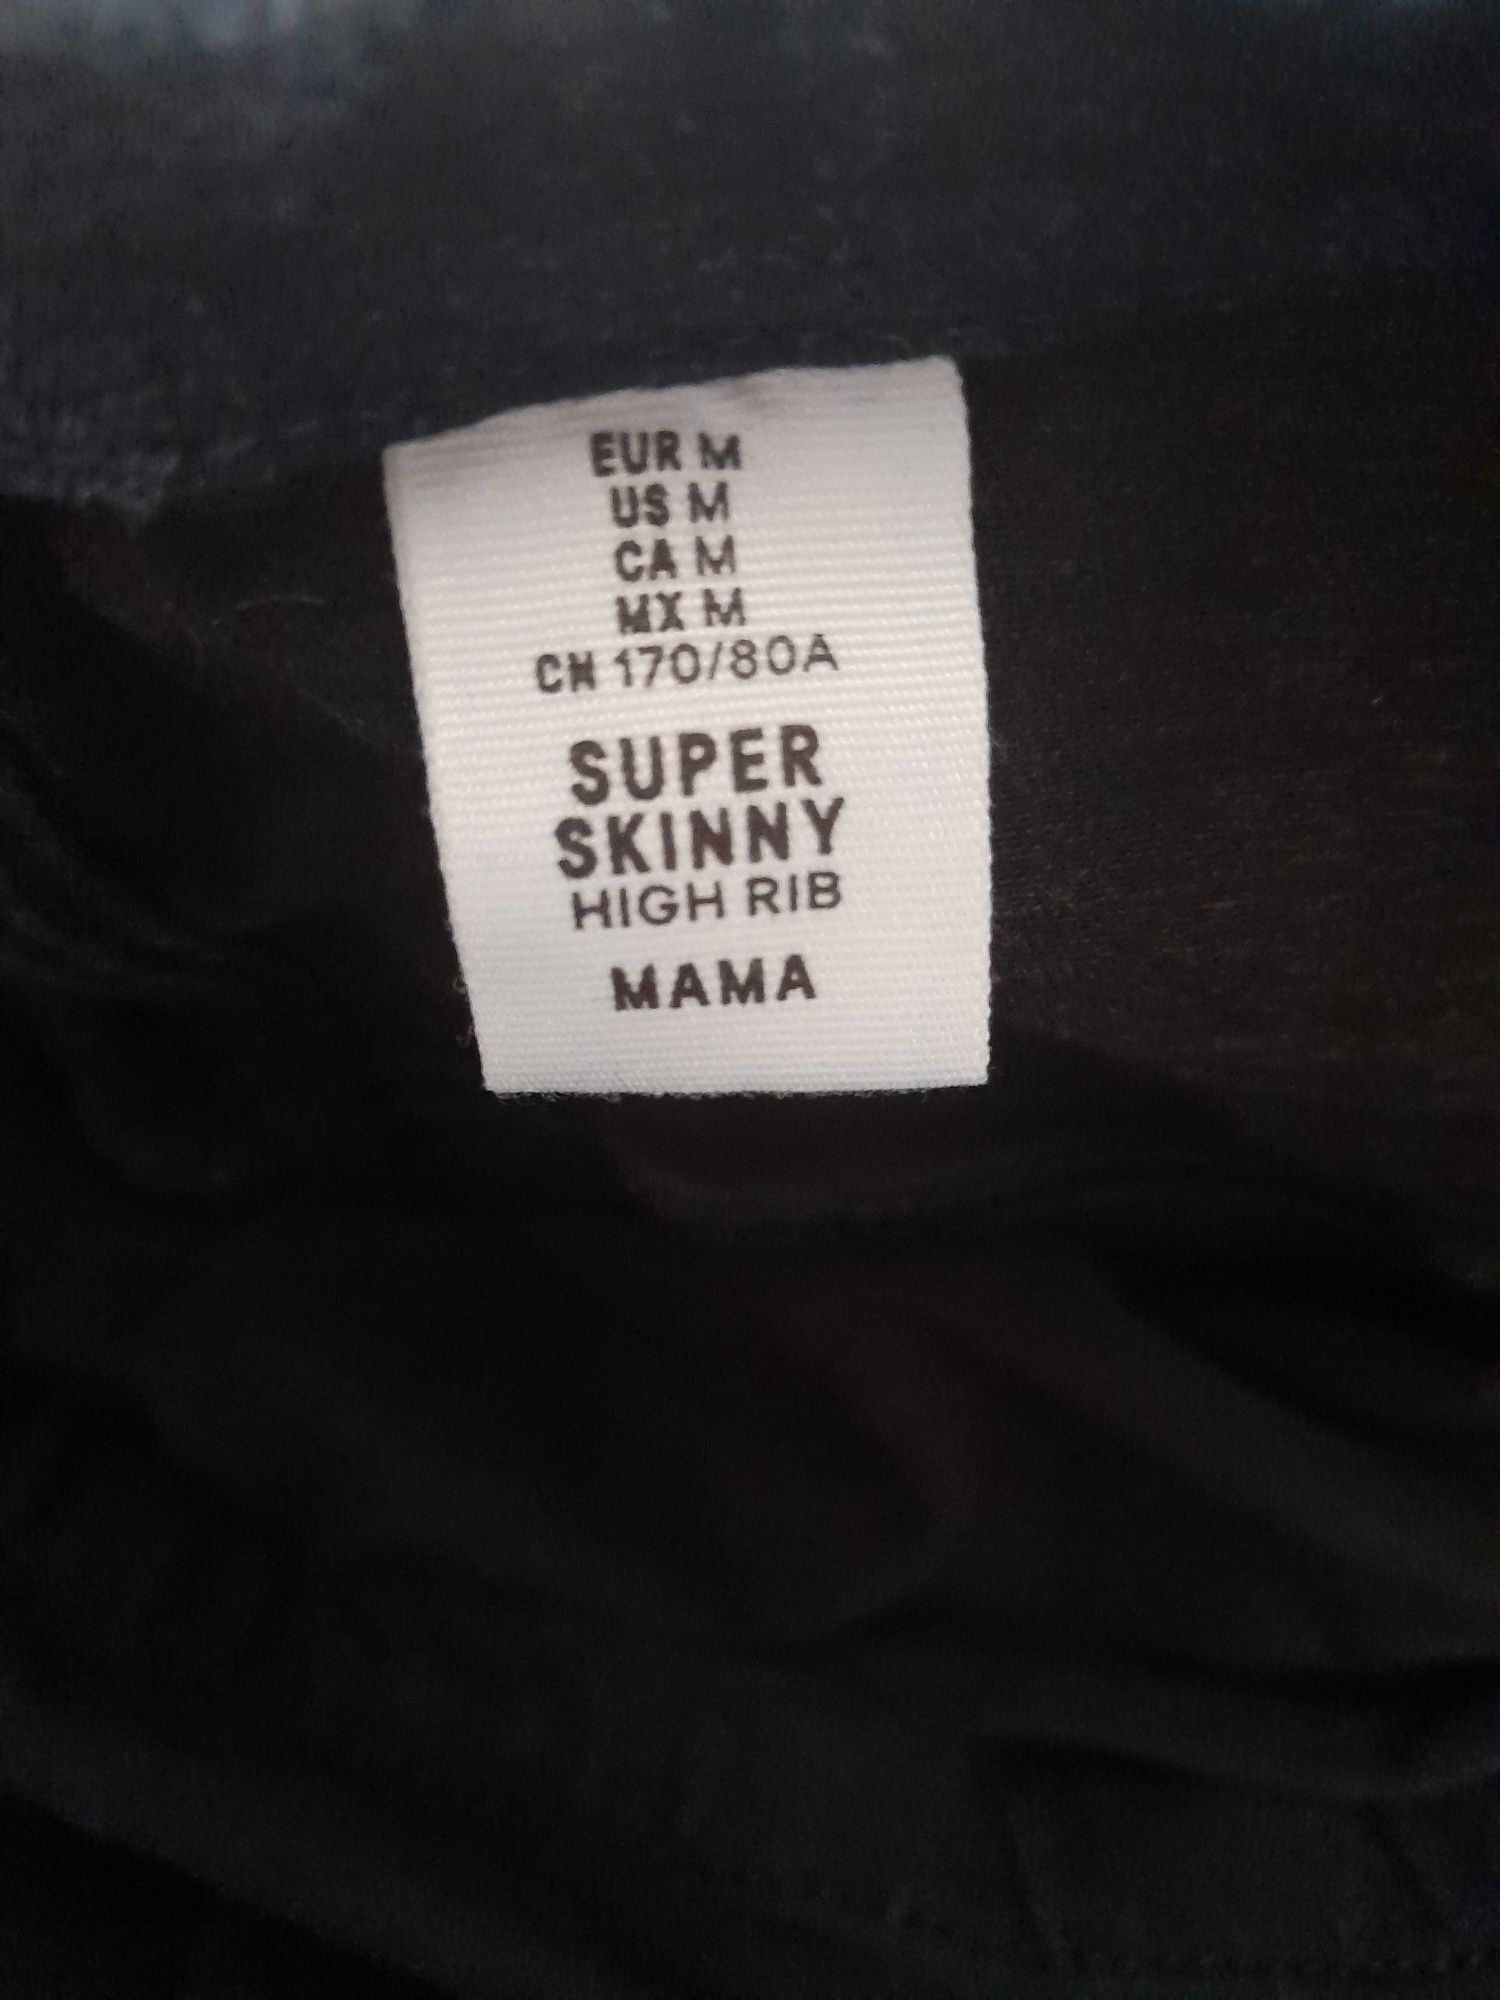 EUR M
US M
CA M
MX M
CN 170/80A
SUPER
SKINNY
HIGH RIB
MAMA